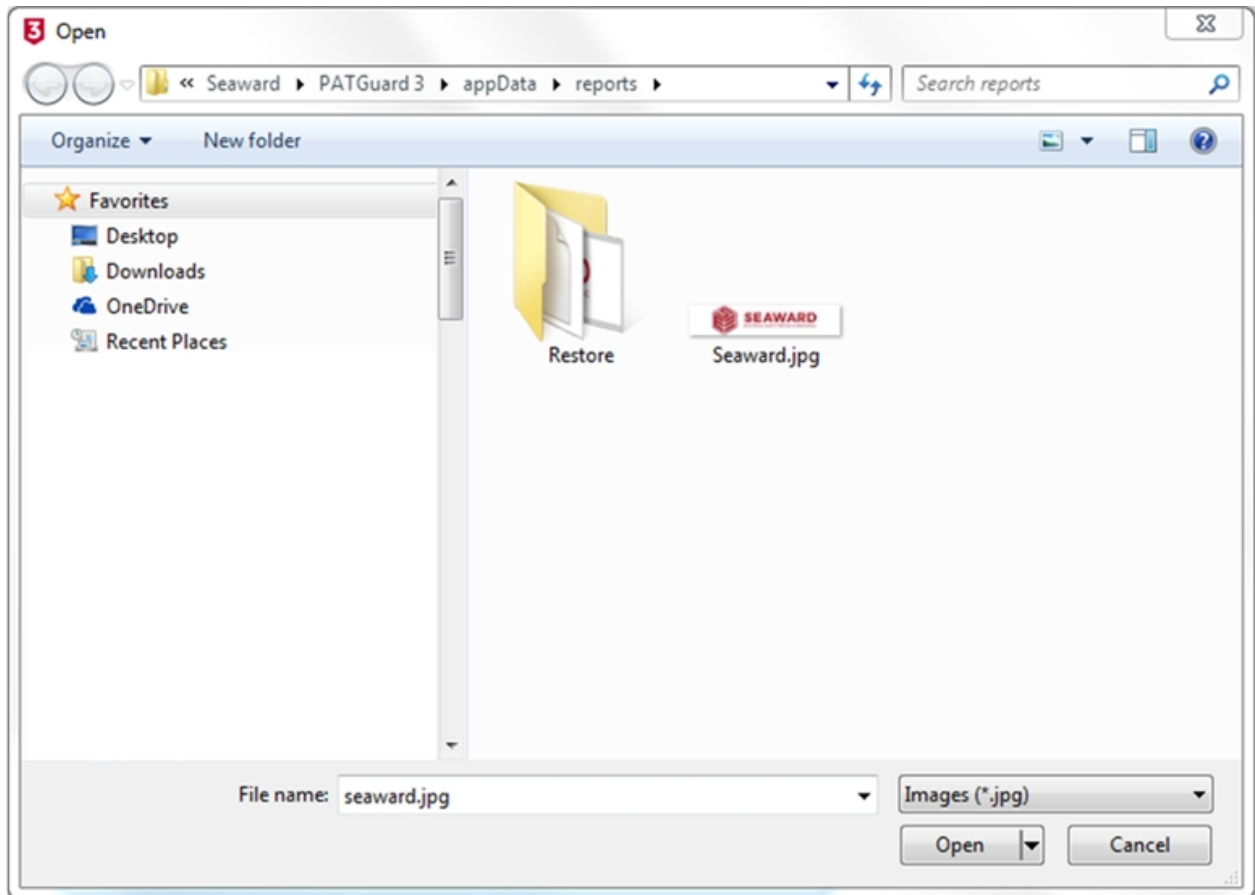 3 Open
« Seaward ▸ PATGuard 3 ▸ appData ▸ reports ▸
Search reports
Organize
New folder
Favorites
Desktop
Downloads
OneDrive
Recent Places
Restore
SEAWARD
Seaward.jpg
File name: seaward.jpg
Images (*.jpg)
Open
Cancel